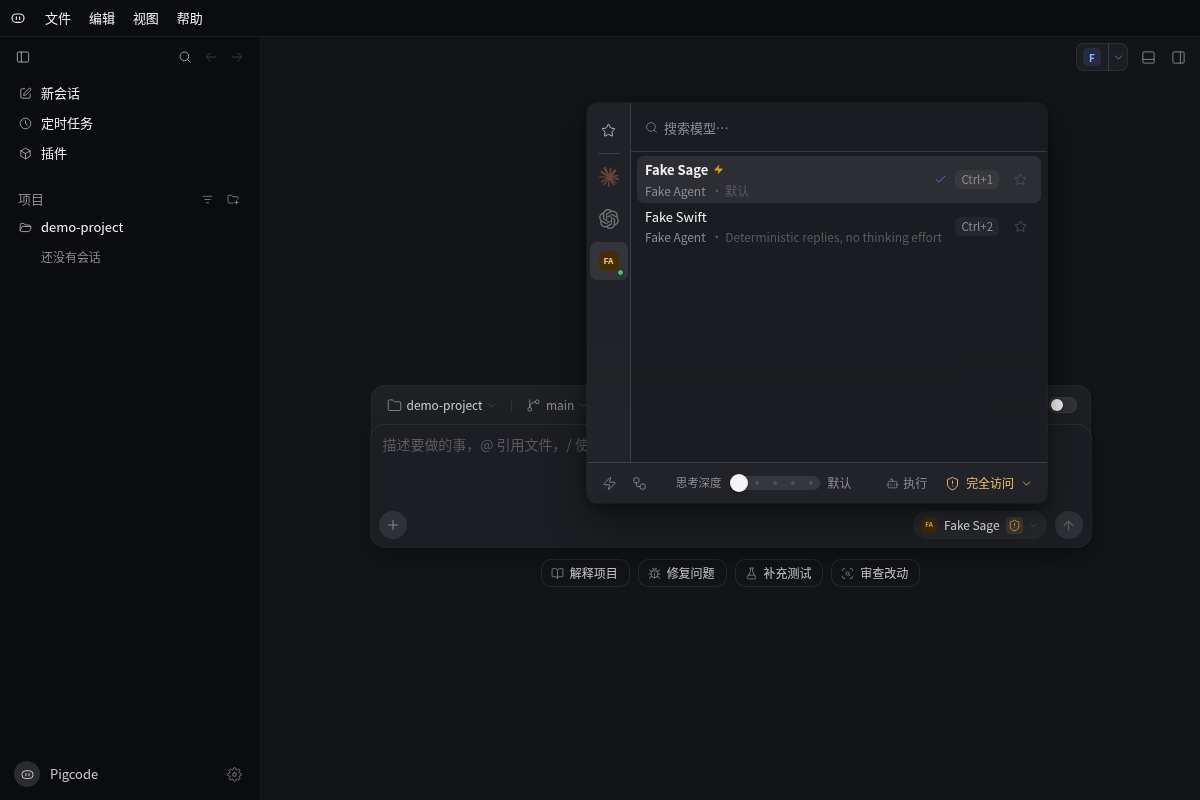 文件 编辑 视图 帮助
新会话
定时任务
插件
项目
demo-project
还没有会话
Pigcode
F
搜索模型…
Fake Sage
Fake Agent · 默认
Ctrl+1
Fake Swift
Fake Agent · Deterministic replies, no thinking effort
Ctrl+2
FA
思考深度 默认 执行 完全访问
demo-project main
描述要做的事，@ 引用文件，/ 使
FA Fake Sage
解释项目 修复问题 补充测试 审查改动